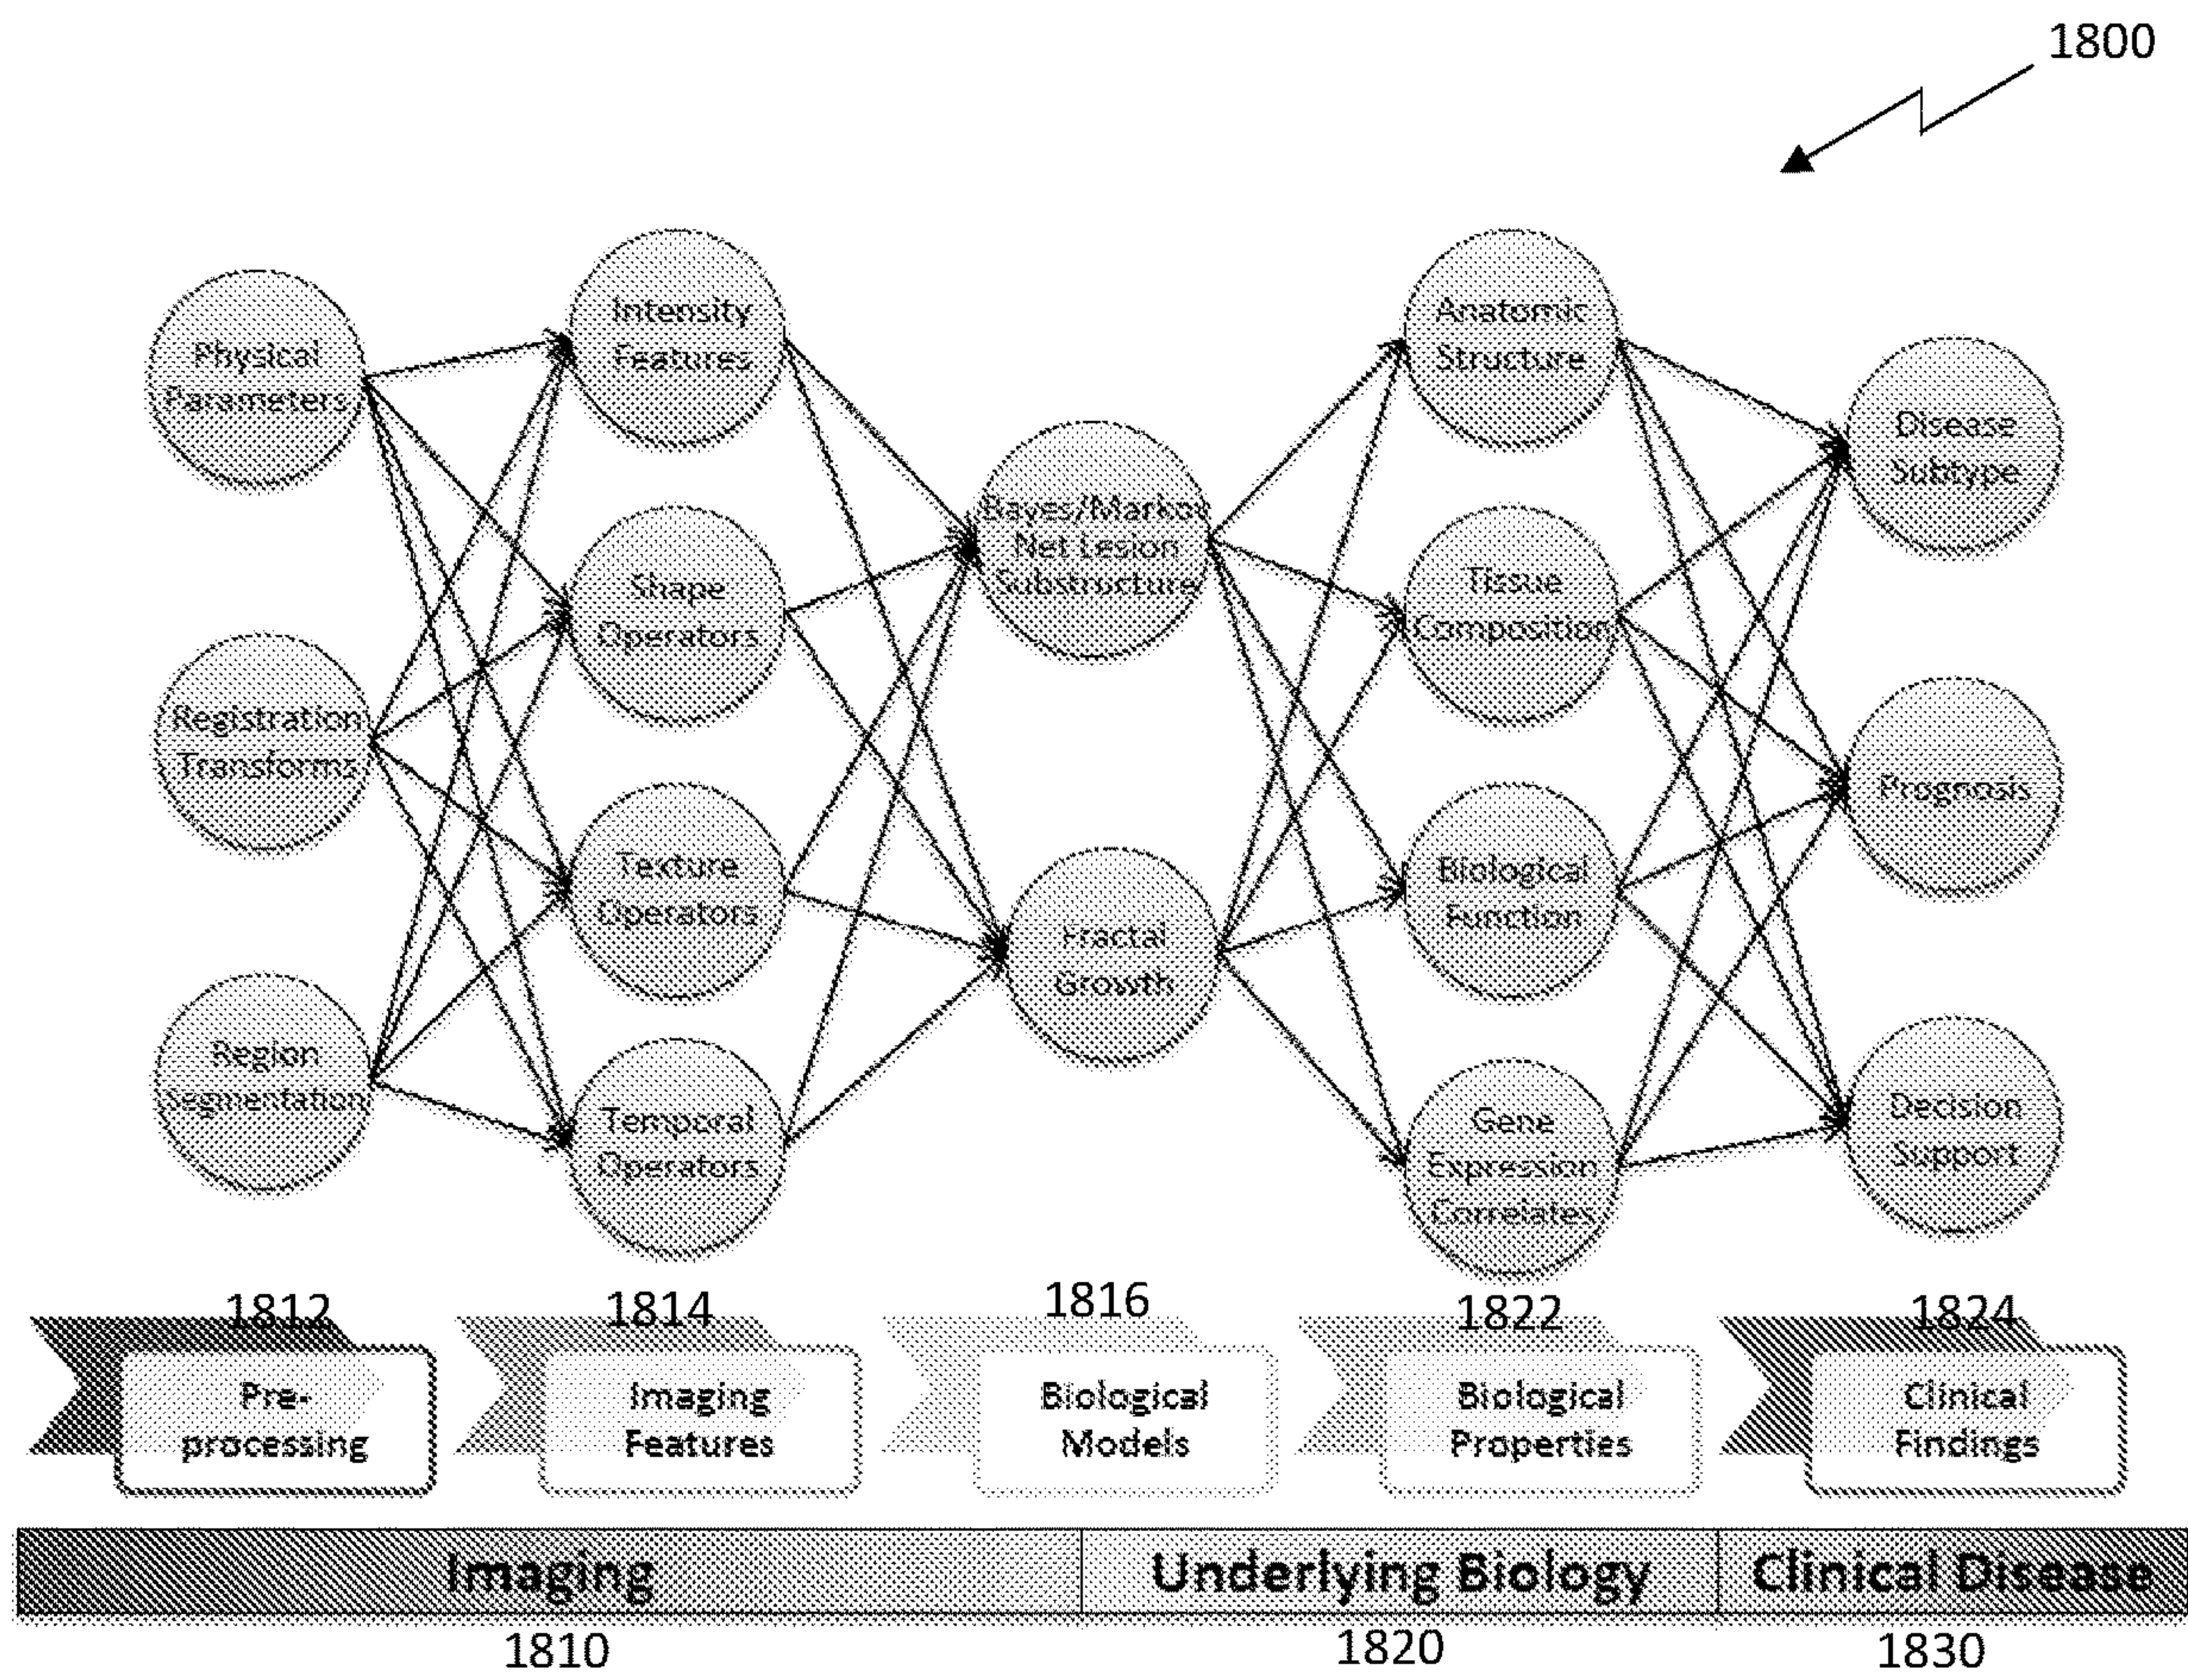 1800
Physical
Parameters
Registration
Transforms
Region
Segmentation
Intensity
Features
Shape
Operators
Texture
Operators
Temporal
Operators
Bayes/Markov
Net Lesion
Substructure
Fractal
Growth
Anatomic
Structure
Tissue
Composition
Biological
Function
Gene
Expression
Correlates
Disease
Subtype
Prognosis
Decision
Support
1812
1814
1816
1822
1824
Pre-
processing
Imaging
Features
Biological
Models
Biological
Properties
Clinical
Findings
Imaging
Underlying Biology
Clinical Disease
1810
1820
1830